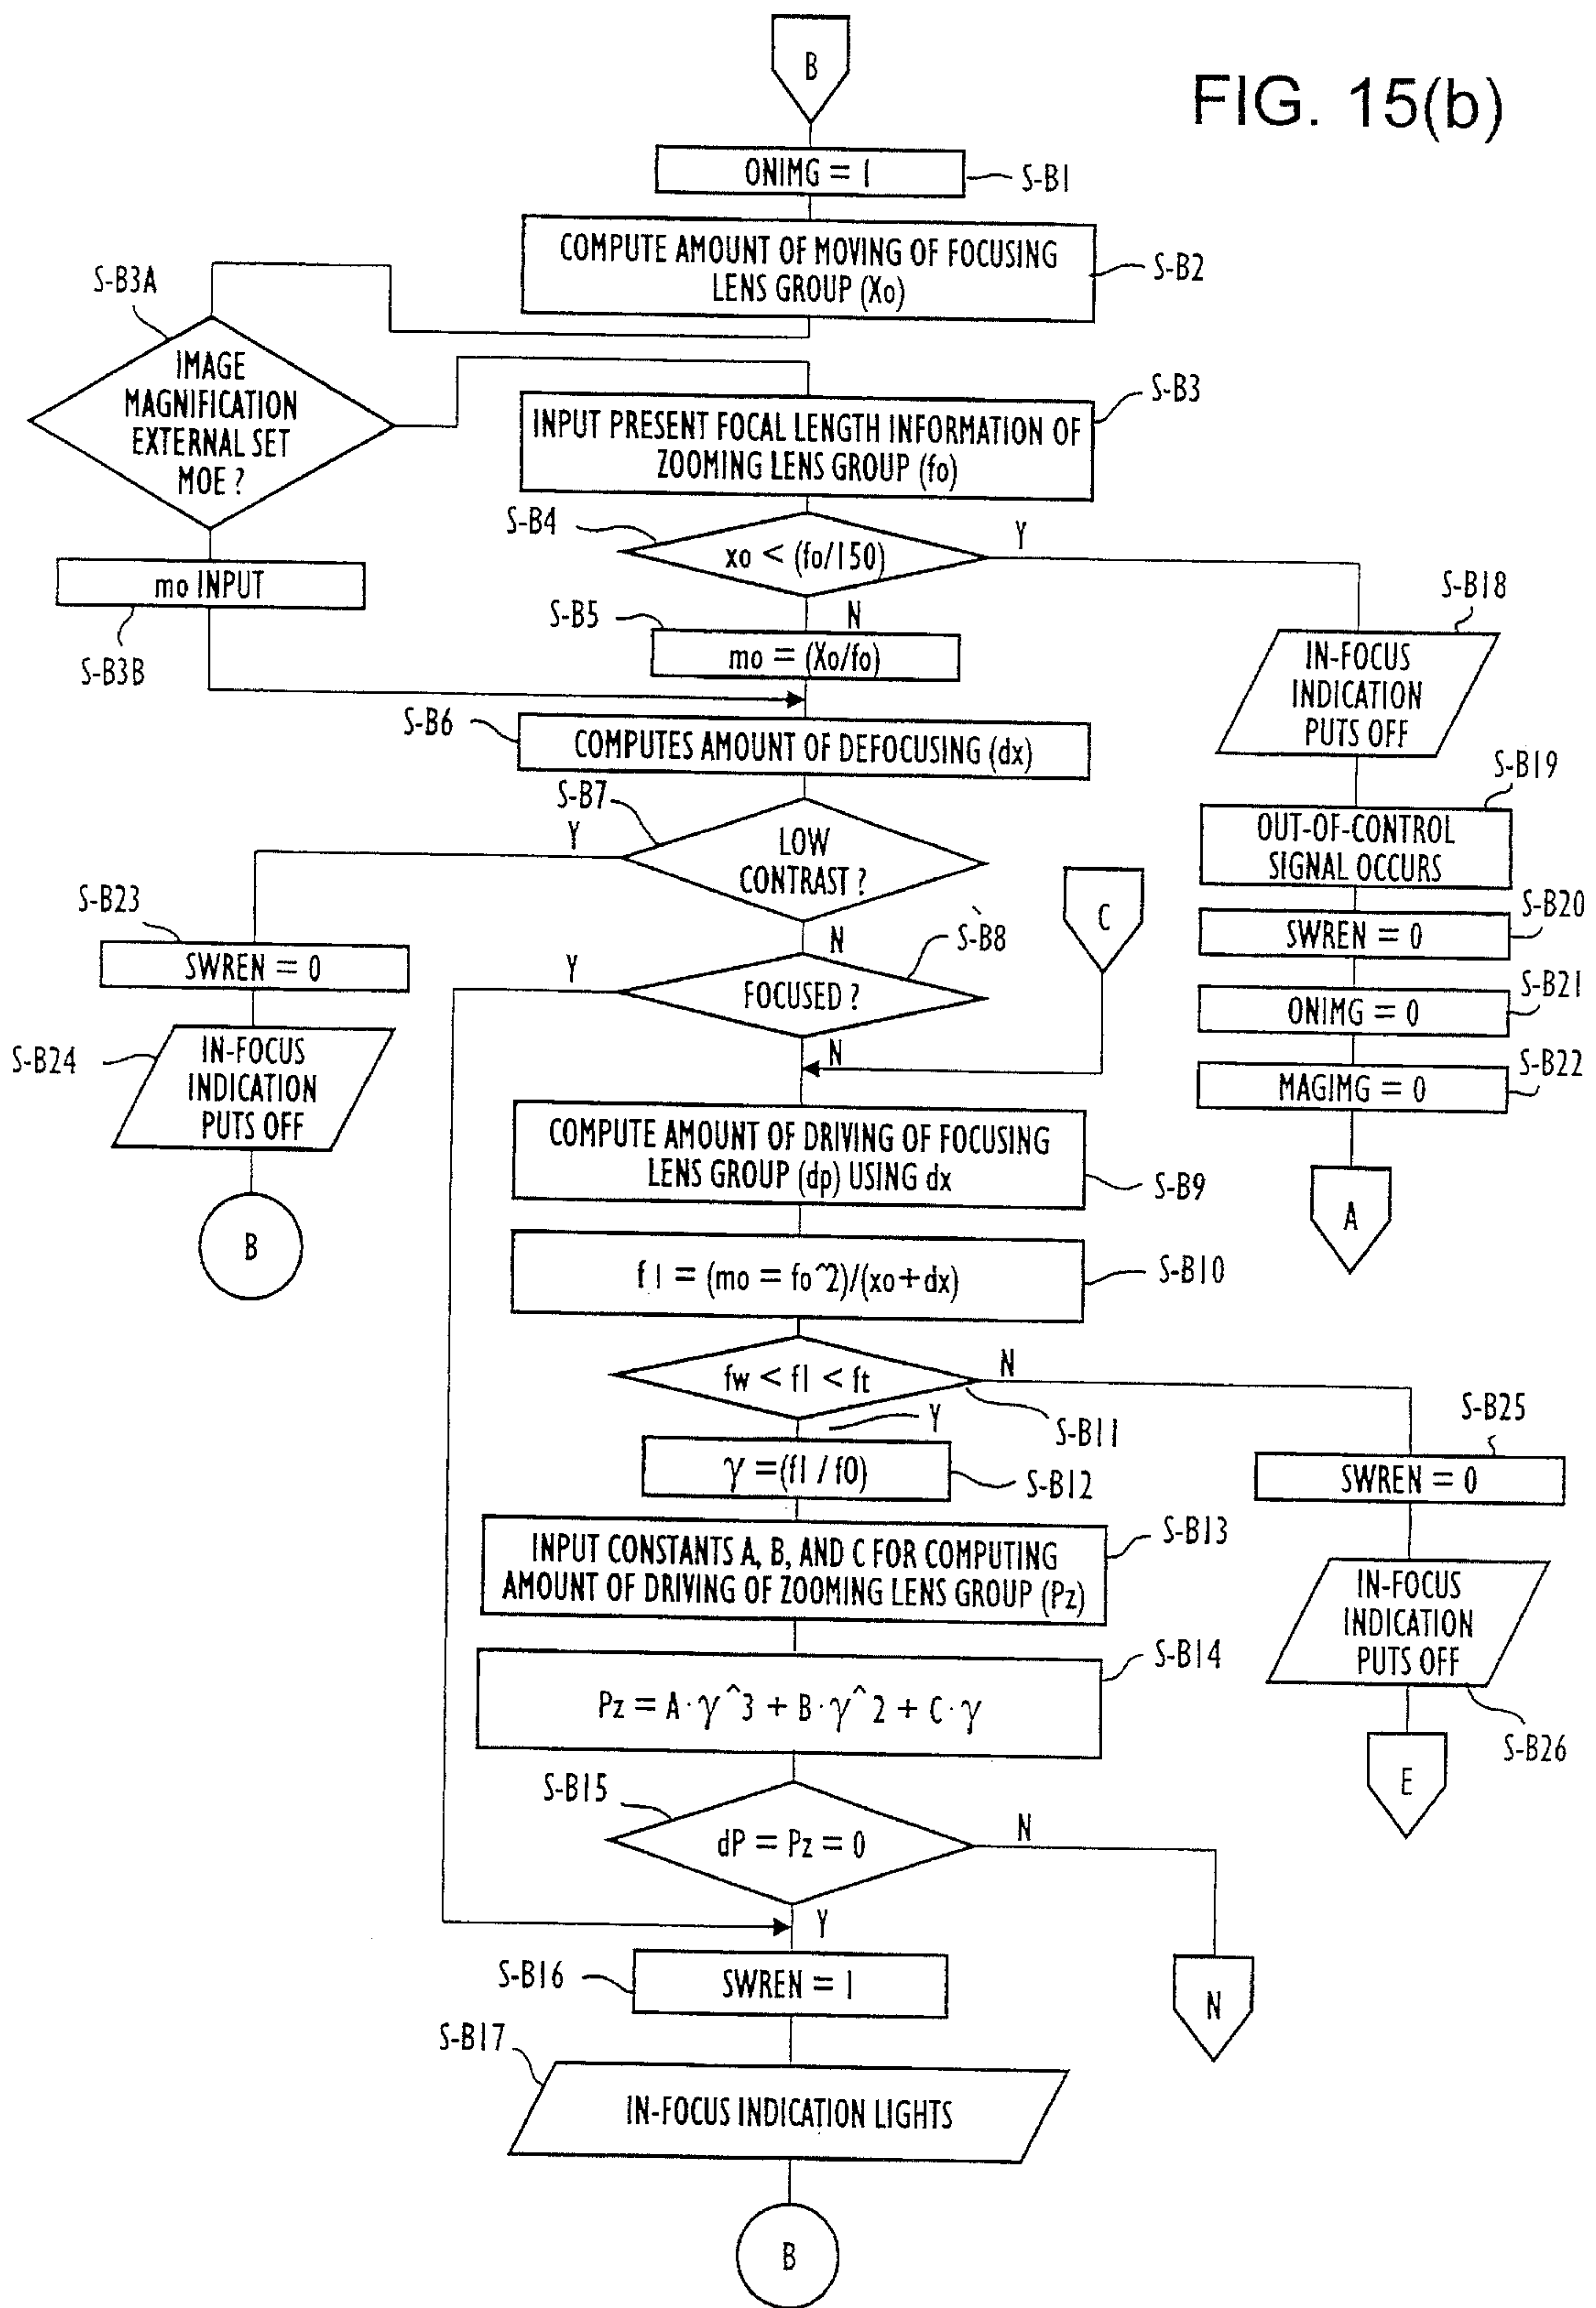 B
FIG. 15(b)
ONIMG = 1
S-B1
COMPUTE AMOUNT OF MOVING OF FOCUSING
LENS GROUP (Xo)
S-B2
S-B3A
IMAGE
MAGNIFICATION
EXTERNAL SET
MOE ?
S-B3
INPUT PRESENT FOCAL LENGTH INFORMATION OF
ZOOMING LENS GROUP (fo)
S-B4
xo < (fo/150)
Y
N
mo INPUT
S-B3B
S-B5
mo = (Xo/fo)
S-B18
IN-FOCUS
INDICATION
PUTS OFF
S-B6
COMPUTES AMOUNT OF DEFOCUSING (dx)
S-B19
OUT-OF-CONTROL
SIGNAL OCCURS
S-B7
Y
LOW
CONTRAST ?
N
C
S-B20
SWREN = 0
S-B23
SWREN = 0
S-B8
Y
FOCUSED ?
N
S-B21
ONIMG = 0
S-B24
IN-FOCUS
INDICATION
PUTS OFF
B
S-B22
MAGIMG = 0
A
COMPUTE AMOUNT OF DRIVING OF FOCUSING
LENS GROUP (dp) USING dx
S-B9
f1 = (mo = fo^2)/(xo+dx)
S-B10
fw < f1 < ft
N
S-B11
Y
S-B25
SWREN = 0
γ =(f1 / f0)
S-B12
S-B13
INPUT CONSTANTS A, B, AND C FOR COMPUTING
AMOUNT OF DRIVING OF ZOOMING LENS GROUP (Pz)
IN-FOCUS
INDICATION
PUTS OFF
S-B26
E
S-B14
Pz = A·γ^3 + B·γ^2 + C·γ
S-B15
dP = Pz = 0
N
Y
N
S-B16
SWREN = 1
S-B17
IN-FOCUS INDICATION LIGHTS
B